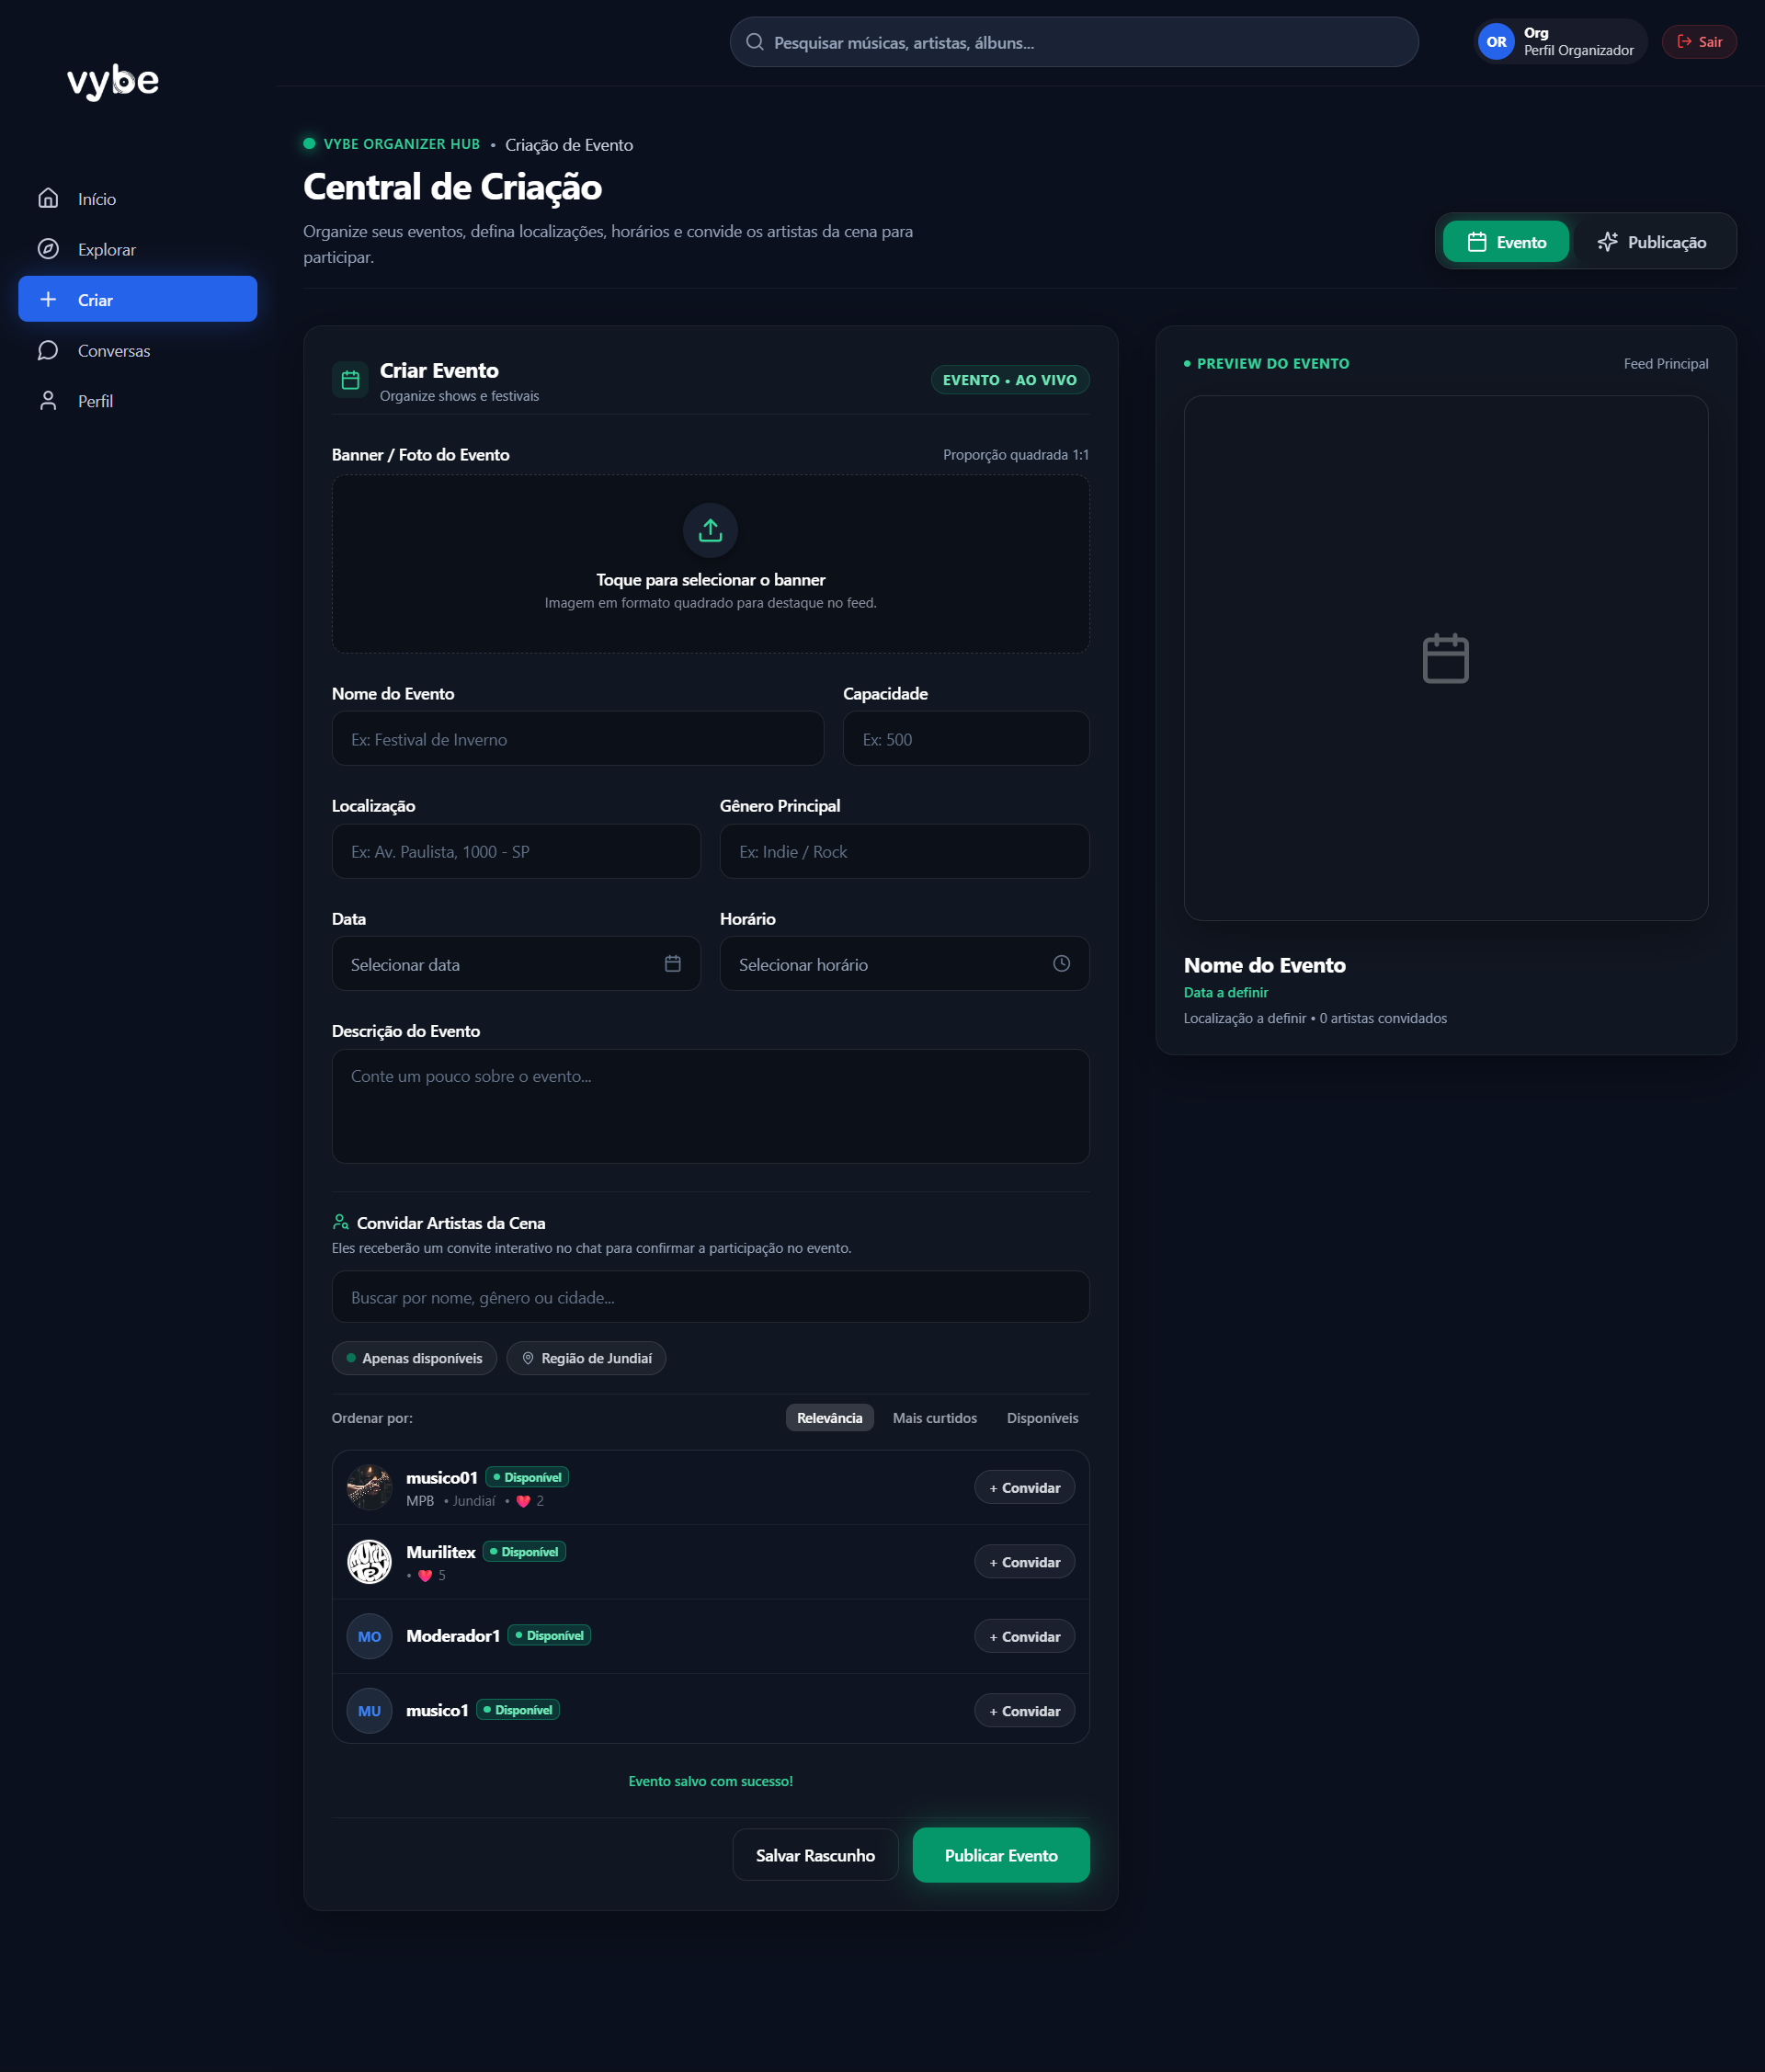 vybe
Pesquisar músicas, artistas, álbuns...
OR
Org
Perfil Organizador
Sair
Início
Explorar
Criar
Conversas
Perfil
VYBE ORGANIZER HUB • Criação de Evento
Central de Criação
Organize seus eventos, defina localizações, horários e convide os artistas da cena para
participar.
Evento
Publicação
Criar Evento
Organize shows e festivais
EVENTO • AO VIVO
Banner / Foto do Evento
Proporção quadrada 1:1
Toque para selecionar o banner
Imagem em formato quadrado para destaque no feed.
Nome do Evento
Capacidade
Ex: Festival de Inverno
Ex: 500
Localização
Gênero Principal
Ex: Av. Paulista, 1000 - SP
Ex: Indie / Rock
Data
Horário
Selecionar data
Selecionar horário
Descrição do Evento
Conte um pouco sobre o evento...
Convidar Artistas da Cena
Eles receberão um convite interativo no chat para confirmar a participação no evento.
Buscar por nome, gênero ou cidade...
Apenas disponíveis
Região de Jundiaí
Ordenar por:
Relevância
Mais curtidos
Disponíveis
musico01 • Disponível
MPB • Jundiaí • ❤️ 2
+ Convidar
MURILTEX
Murilitex • Disponível
• ❤️ 5
+ Convidar
MO
Moderador1 • Disponível
+ Convidar
MU
musico1 • Disponível
+ Convidar
Evento salvo com sucesso!
Salvar Rascunho
Publicar Evento
• PREVIEW DO EVENTO
Feed Principal
Nome do Evento
Data a definir
Localização a definir • 0 artistas convidados